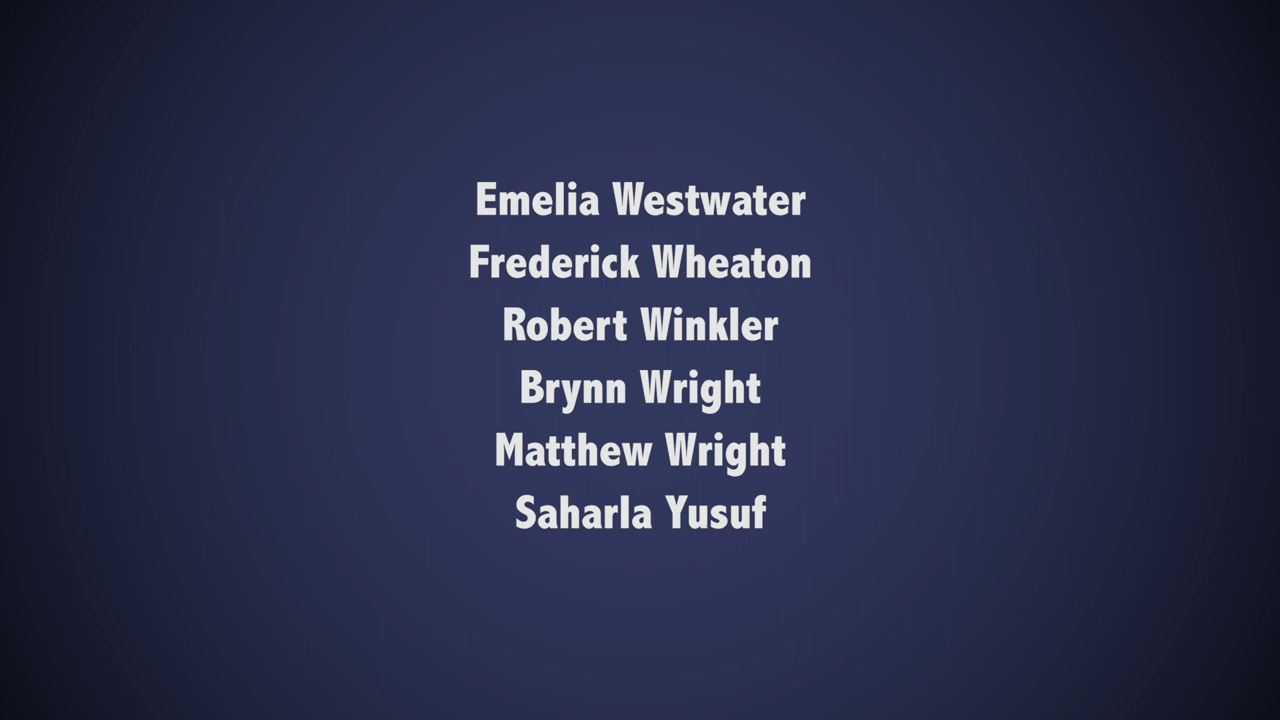 Emelia Westwater
Frederick Wheaton
Robert Winkler
Brynn Wright
Matthew Wright
Saharla Yusuf